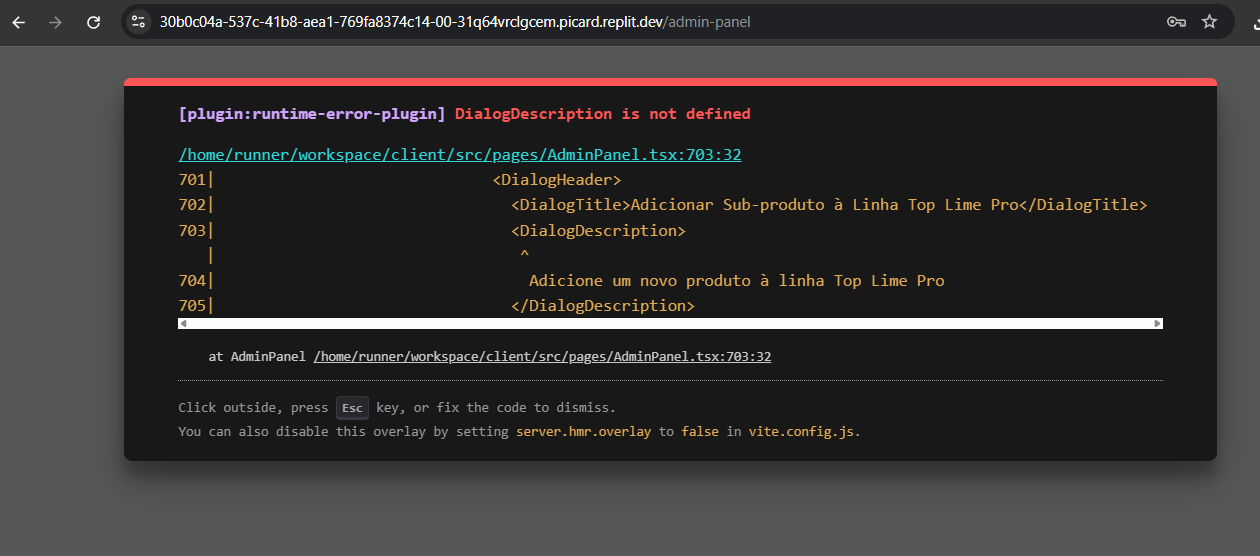 30b0c04a-537c-41b8-aea1-769fa8374c14-00-31q64vrclgcem.picard.replit.dev/admin-panel
[plugin:runtime-error-plugin] DialogDescription is not defined
/home/runner/workspace/client/src/pages/AdminPanel.tsx:703:32
701| <DialogHeader>
702| <DialogTitle>Adicionar Sub-produto à Linha Top Lime Pro</DialogTitle>
703| <DialogDescription>
| ^
704| Adicione um novo produto à linha Top Lime Pro
705| </DialogDescription>
at AdminPanel /home/runner/workspace/client/src/pages/AdminPanel.tsx:703:32
Click outside, press Esc key, or fix the code to dismiss.
You can also disable this overlay by setting server.hmr.overlay to false in vite.config.js.